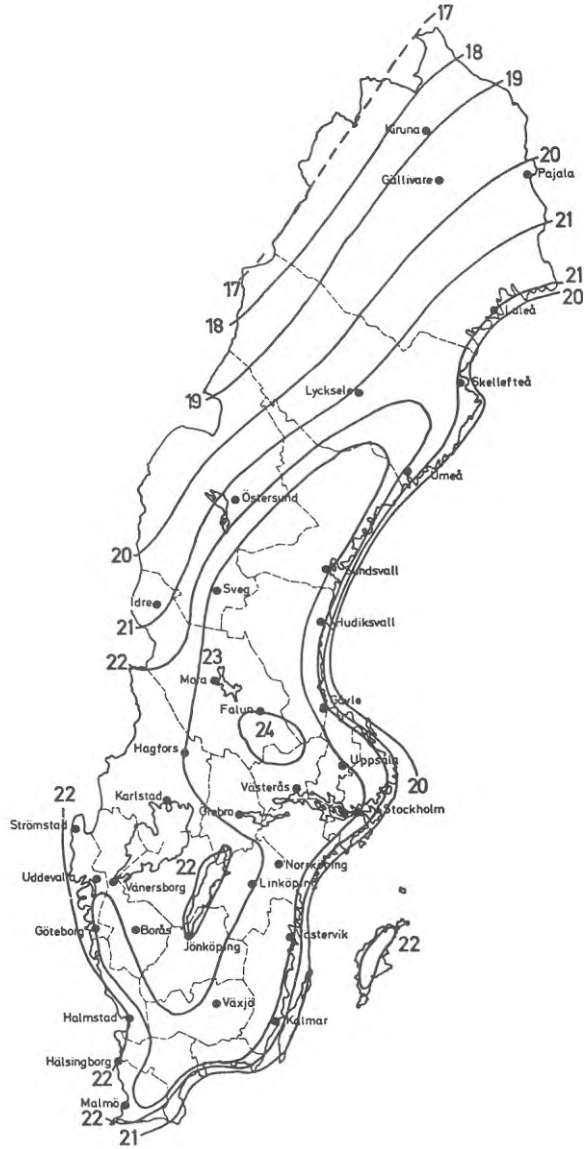 17
18
19
Kiruna
20
Gällivare
Pajala
21
17
21
20
18
Luleå
Skellefteå
Lycksele
19
Umeå
Östersund
20
Sundsvall
Sveg
Idre
21
Hudiksvall
22
23
Mora
Falun
24
Gävle
Hagfors
Uppsala
20
Västerås
22
Karlstad
Örebro
Stockholm
Strömstad
22
Norrköping
Uddevalla
Vänersborg
Linköping
Göteborg
Borås
Jönköping
Västervik
22
Växjö
Halmstad
Kalmar
Hälsingborg
22
Malmö
22
21